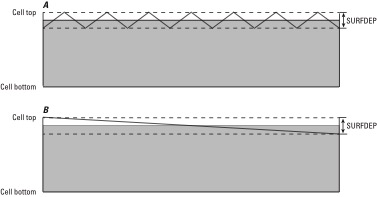 A
Cell top
SURFDEP
Cell bottom
B
Cell top
SURFDEP
Cell bottom